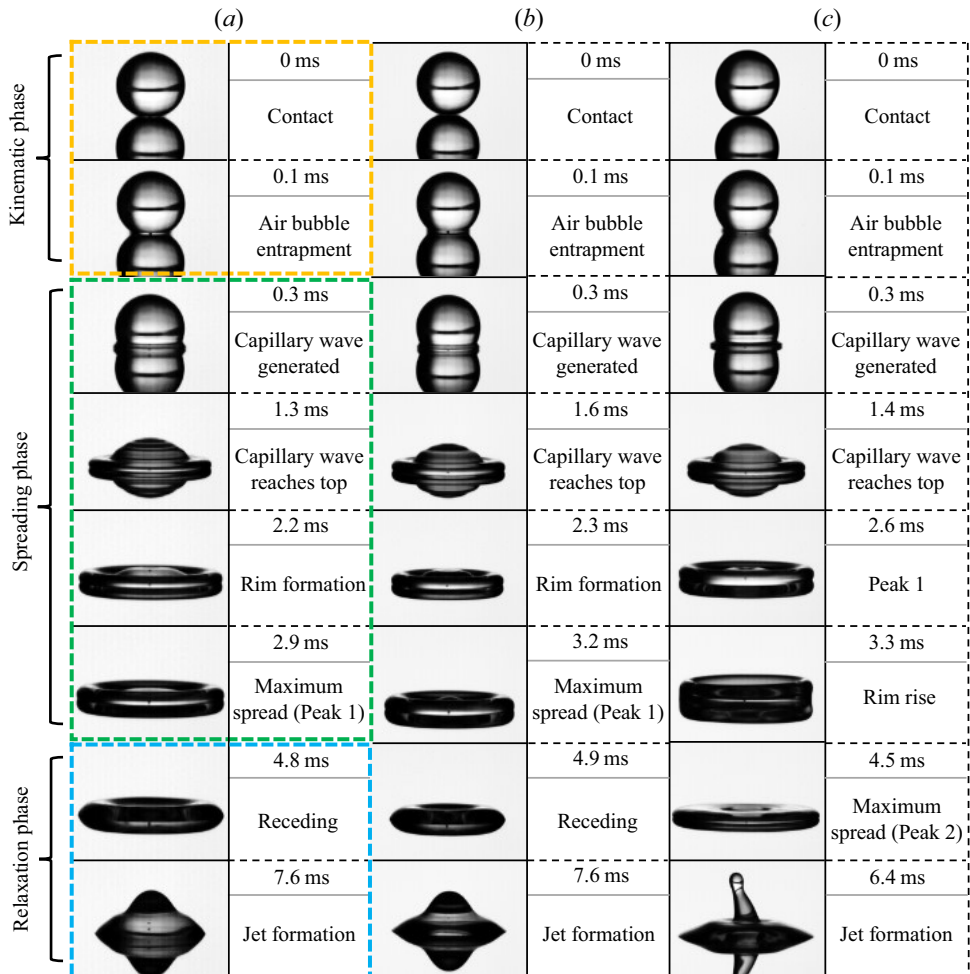 (a) (b) (c)
Kinematic phase
0 ms 0 ms 0 ms
Contact Contact Contact
0.1 ms 0.1 ms 0.1 ms
Air bubble Air bubble Air bubble
entrapment entrapment entrapment
Spreading phase
0.3 ms 0.3 ms 0.3 ms
Capillary wave Capillary wave Capillary wave
generated generated generated
1.3 ms 1.6 ms 1.4 ms
Capillary wave Capillary wave Capillary wave
reaches top reaches top reaches top
2.2 ms 2.3 ms 2.6 ms
Rim formation Rim formation Peak 1
2.9 ms 3.2 ms 3.3 ms
Maximum Maximum Rim rise
spread (Peak 1) spread (Peak 1)
Relaxation phase
4.8 ms 4.9 ms 4.5 ms
Receding Receding Maximum
spread (Peak 2)
7.6 ms 7.6 ms 6.4 ms
Jet formation Jet formation Jet formation